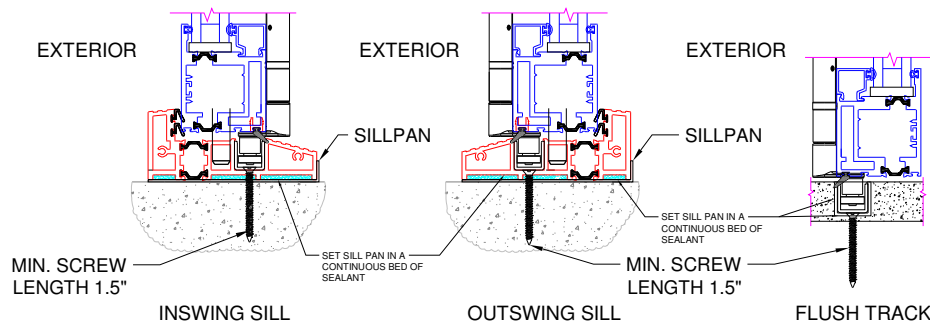 EXTERIOR
EXTERIOR
EXTERIOR
SILLPAN
SILLPAN
SET SILL PAN IN A
CONTINUOUS BED OF
SEALANT
SET SILL PAN IN A
CONTINUOUS BED OF
SEALANT
MIN. SCREW
LENGTH 1.5"
MIN. SCREW
LENGTH 1.5"
INSWING SILL
OUTSWING SILL
FLUSH TRACK